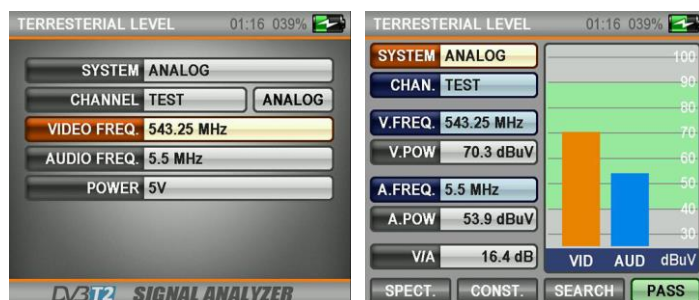 TERRESTERIAL LEVEL 01:16 039%
SYSTEM ANALOG
CHANNEL TEST ANALOG
VIDEO FREQ. 543.25 MHz
AUDIO FREQ. 5.5 MHz
POWER 5V
DVB T2 SIGNAL ANALYZER
TERRESTERIAL LEVEL 01:16 039%
SYSTEM ANALOG
CHAN. TEST
V.FREQ. 543.25 MHz
V.POW 70.3 dBuV
A.FREQ. 5.5 MHz
A.POW 53.9 dBuV
V/A 16.4 dB
100
90
80
70
60
50
40
30
VID AUD dBuV
SPECT. CONST. SEARCH PASS